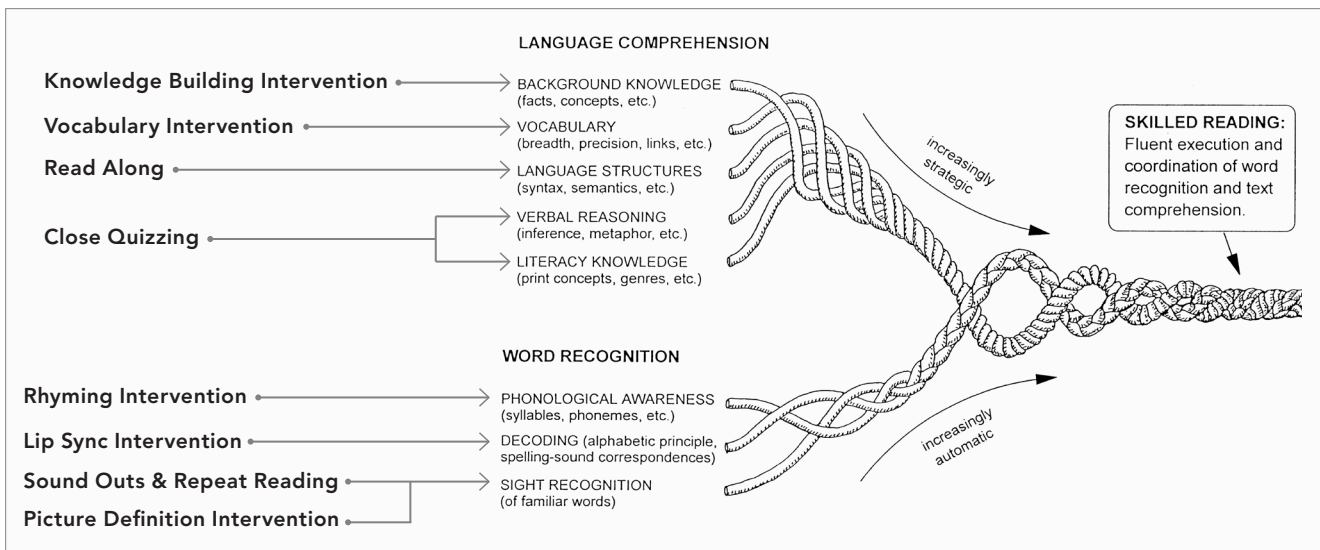 LANGUAGE COMPREHENSION
Knowledge Building Intervention
BACKGROUND KNOWLEDGE
(facts, concepts, etc.)
Vocabulary Intervention
VOCABULARY
(breadth, precision, links, etc.)
Read Along
LANGUAGE STRUCTURES
(syntax, semantics, etc.)
Close Quizzing
VERBAL REASONING
(inference, metaphor, etc.)
LITERACY KNOWLEDGE
(print concepts, genres, etc.)
increasingly
strategic
SKILLED READING:
Fluent execution and
coordination of word
recognition and text
comprehension.
WORD RECOGNITION
Rhyming Intervention
PHONOLOGICAL AWARENESS
(syllables, phonemes, etc.)
Lip Sync Intervention
DECODING (alphabetic principle,
spelling-sound correspondences)
Sound Outs & Repeat Reading
Picture Definition Intervention
SIGHT RECOGNITION
(of familiar words)
increasingly
automatic